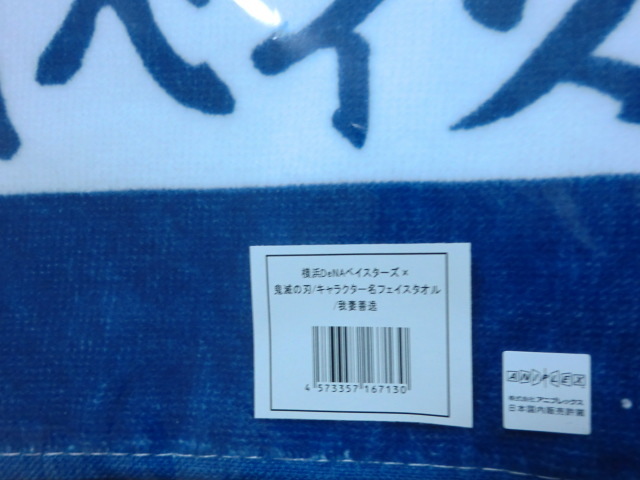 ベイス
横浜DeNAベイスターズ×
鬼滅の刃/キャラクター名フェイスタオル
/我妻善逸
4 573357 167130
ANIPLEX
株式会社アニプレックス
日本国内販売許諾